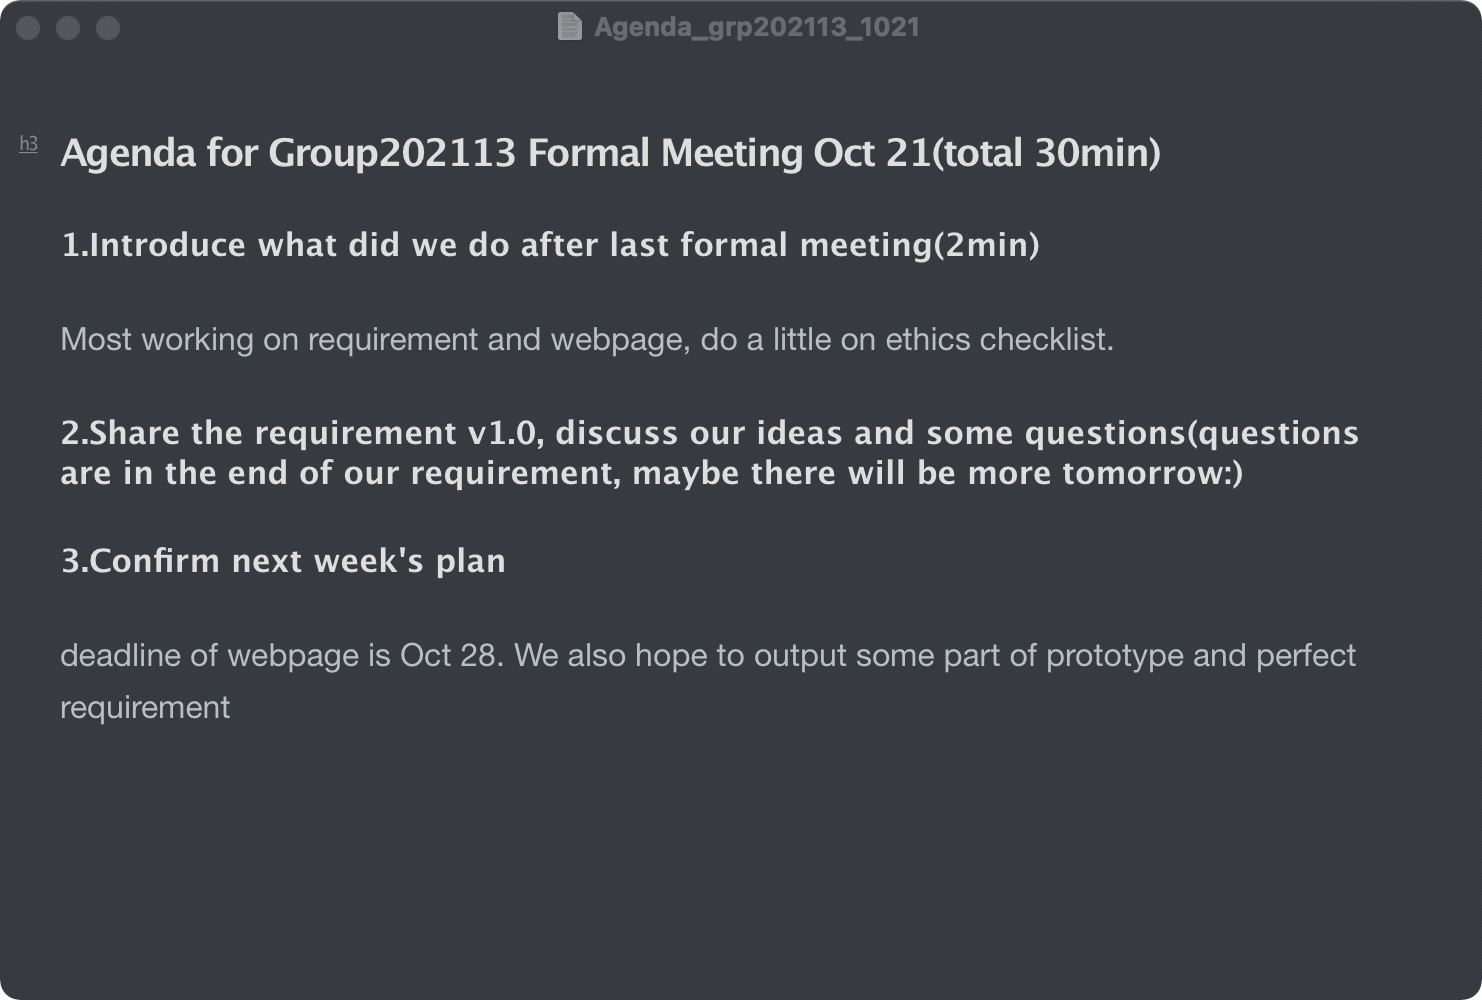 Agenda_grp202113_1021
h3
Agenda for Group202113 Formal Meeting Oct 21(total 30min)
1.Introduce what did we do after last formal meeting(2min)
Most working on requirement and webpage, do a little on ethics checklist.
2.Share the requirement v1.0, discuss our ideas and some questions(questions
are in the end of our requirement, maybe there will be more tomorrow:)
3.Confirm next week's plan
deadline of webpage is Oct 28. We also hope to output some part of prototype and perfect
requirement